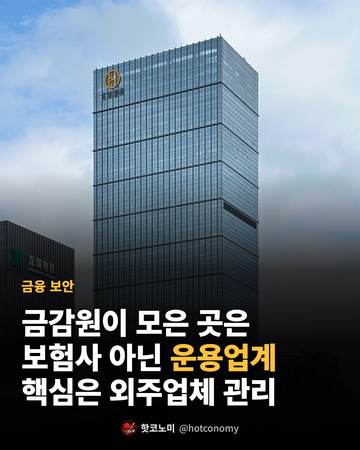 금융 보안
금감원이 모은 곳은
보험사 아닌 운용업계
핵심은 외주업체 관리
핫코노미 @hotconomy